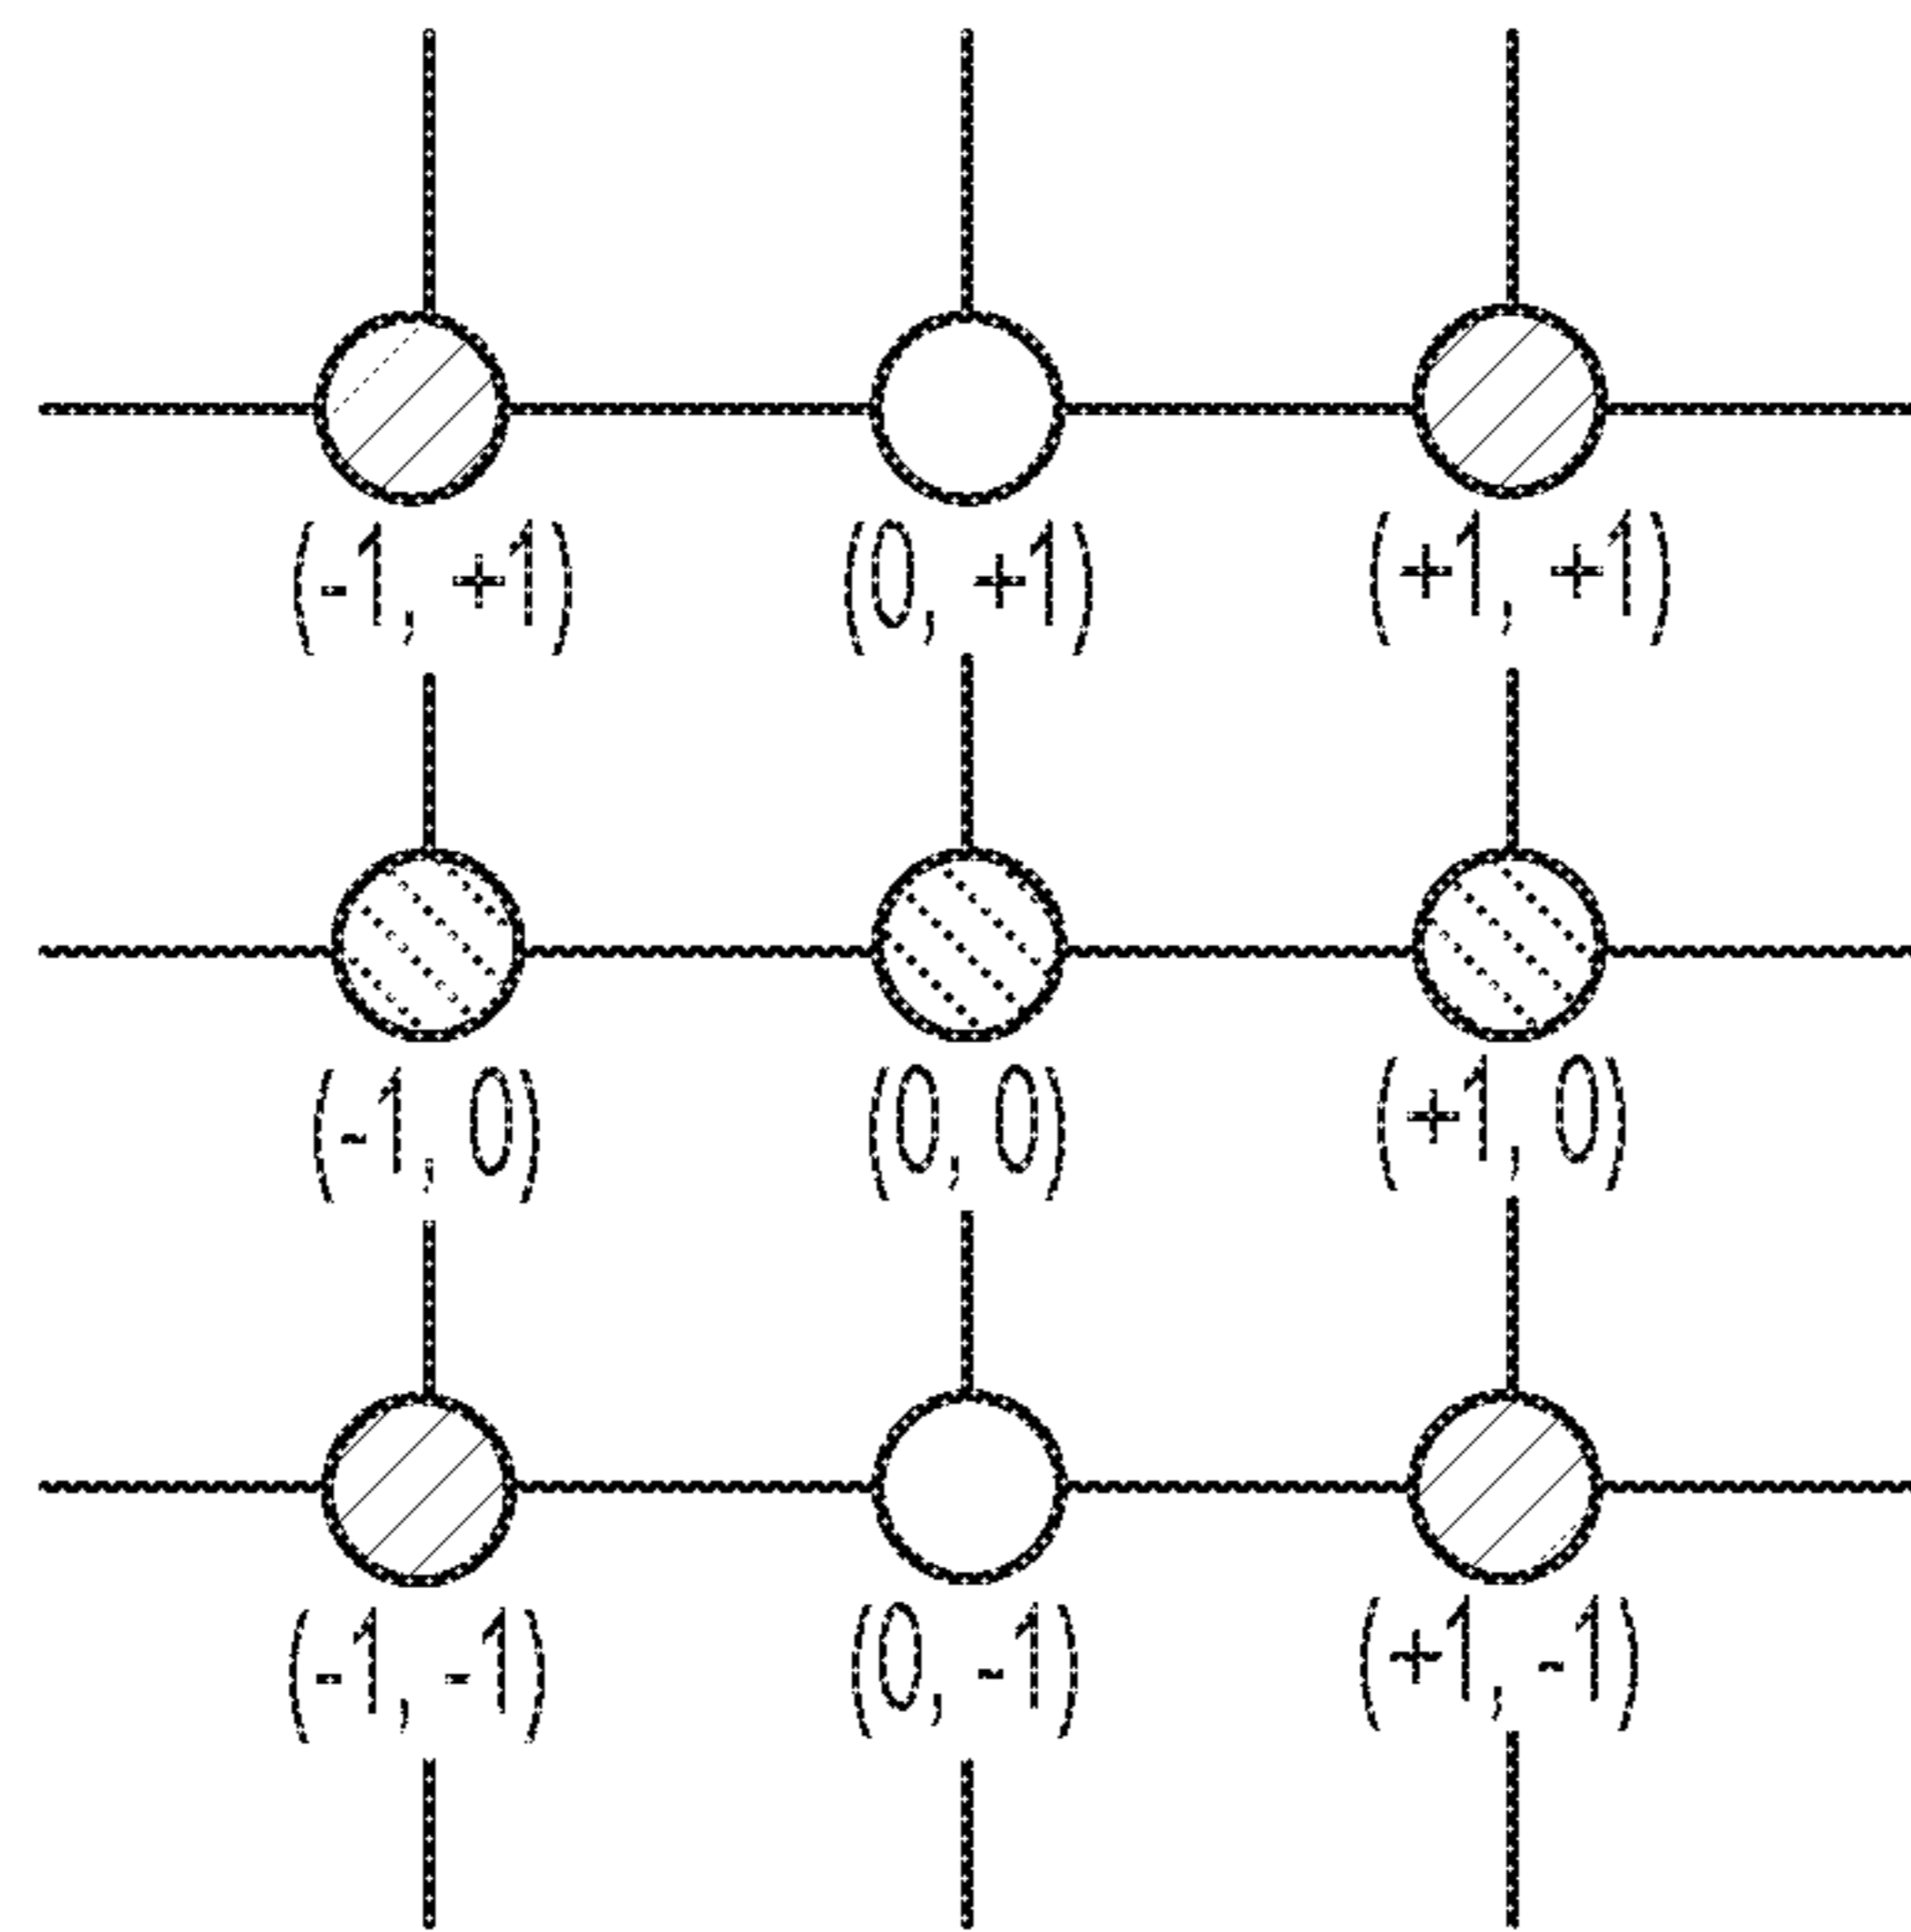 (-1, +1) (0, +1) (+1, +1)
(-1, 0) (0, 0) (+1, 0)
(-1, -1) (0, -1) (+1, -1)